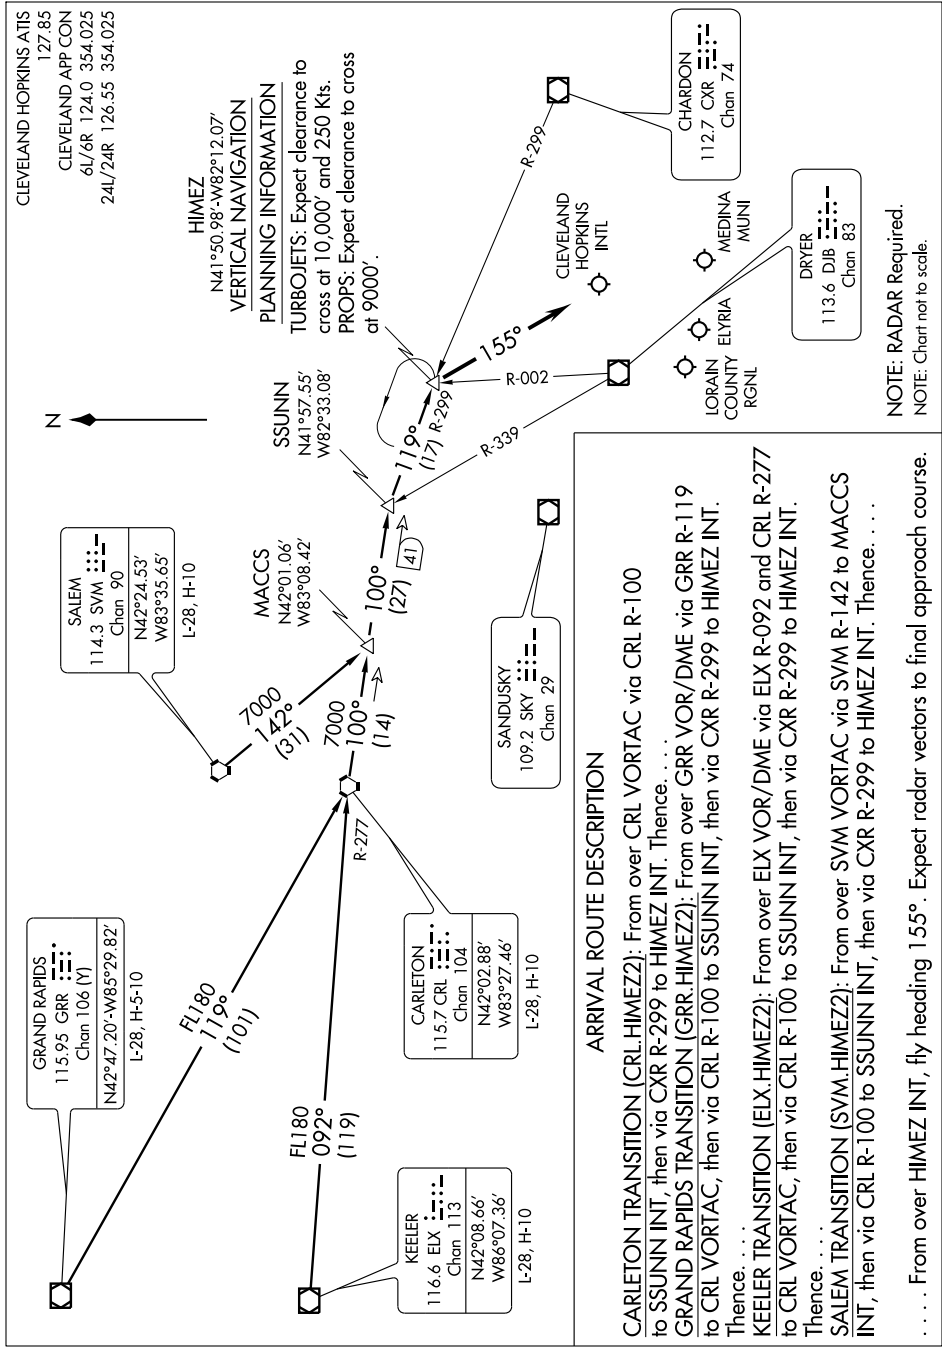 CLEVELAND HOPKINS ATIS
127.85
CLEVELAND APP CON
6L/6R 124.0 354.025
24L/24R 126.55 354.025
HIMEZ
N41°50.98'-W82°12.07'
VERTICAL NAVIGATION
PLANNING INFORMATION
TURBOJETS: Expect clearance to
cross at 10,000' and 250 Kts.
PROPS: Expect clearance to cross
at 9000'.
N
SSUNN
N41°57.55'
W82°33.08'
MACCS
N42°01.06'
W83°08.42'
SALEM
114.3 SVM
Chan 90
N42°24.53'
W83°35.65'
L-28, H-10
GRAND RAPIDS
115.95 GRR
Chan 106 (Y)
N42°47.20'-W85°29.82'
L-28, H-5-10
FL180
119°
(101)
7000
142°
(31)
7000
100°
(14)
100°
(27)
41
119°
(17)
R-299
155°
R-299
R-002
R-339
R-277
FL180
092°
(119)
KEELER
116.6 ELX
Chan 113
N42°08.66'
W86°07.36'
L-28, H-10
CARLETON
115.7 CRL
Chan 104
N42°02.88'
W83°27.46'
L-28, H-10
SANDUSKY
109.2 SKY
Chan 29
CHARDON
112.7 CXR
Chan 74
DRYER
113.6 DJB
Chan 83
CLEVELAND
HOPKINS
INTL
MEDINA
MUNI
ELYRIA
LORAIN
COUNTY
RGNL
NOTE: RADAR Required.
NOTE: Chart not to scale.
ARRIVAL ROUTE DESCRIPTION
CARLETON TRANSITION (CRL.HIMEZ2): From over CRL VORTAC via CRL R-100
to SSUNN INT, then via CXR R-299 to HIMEZ INT. Thence. . . .
GRAND RAPIDS TRANSITION (GRR.HIMEZ2): From over GRR VOR/DME via GRR R-119
to CRL VORTAC, then via CRL R-100 to SSUNN INT, then via CXR R-299 to HIMEZ INT.
Thence. . . .
KEELER TRANSITION (ELX.HIMEZ2): From over ELX VOR/DME via ELX R-092 and CRL R-277
to CRL VORTAC, then via CRL R-100 to SSUNN INT, then via CXR R-299 to HIMEZ INT.
Thence. . . .
SALEM TRANSITION (SVM.HIMEZ2): From over SVM VORTAC via SVM R-142 to MACCS
INT, then via CRL R-100 to SSUNN INT, then via CXR R-299 to HIMEZ INT. Thence. . . .
. . . . From over HIMEZ INT, fly heading 155°. Expect radar vectors to final approach course.